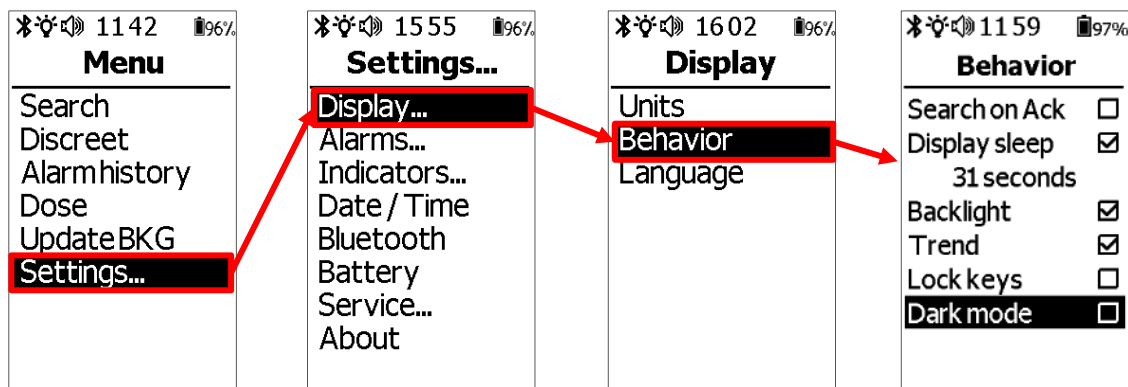 1142 96%
Menu
Search
Discreet
Alarm history
Dose
Update BKG
Settings...
1555 96%
Settings...
Display...
Alarms...
Indicators...
Date / Time
Bluetooth
Battery
Service...
About
1602 96%
Display
Units
Behavior
Language
1159 97%
Behavior
Search on Ack
Display sleep
31 seconds
Backlight
Trend
Lock keys
Dark mode